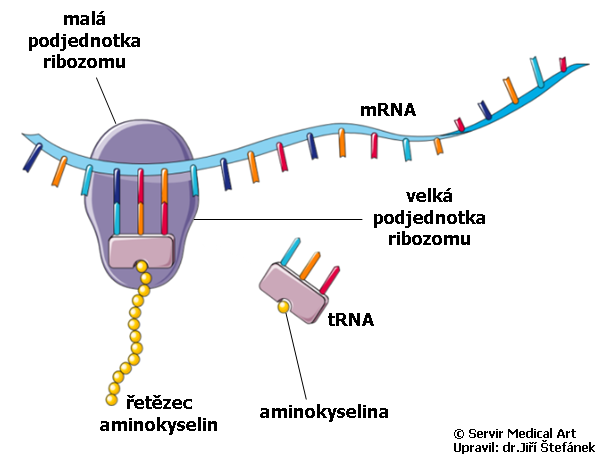 malá
podjednotka
ribozomu
mRNA
velká
podjednotka
ribozomu
tRNA
řetězec
aminokyselin
aminokyselina
© Servir Medical Art
Upravil: dr.Jiří Štefánek